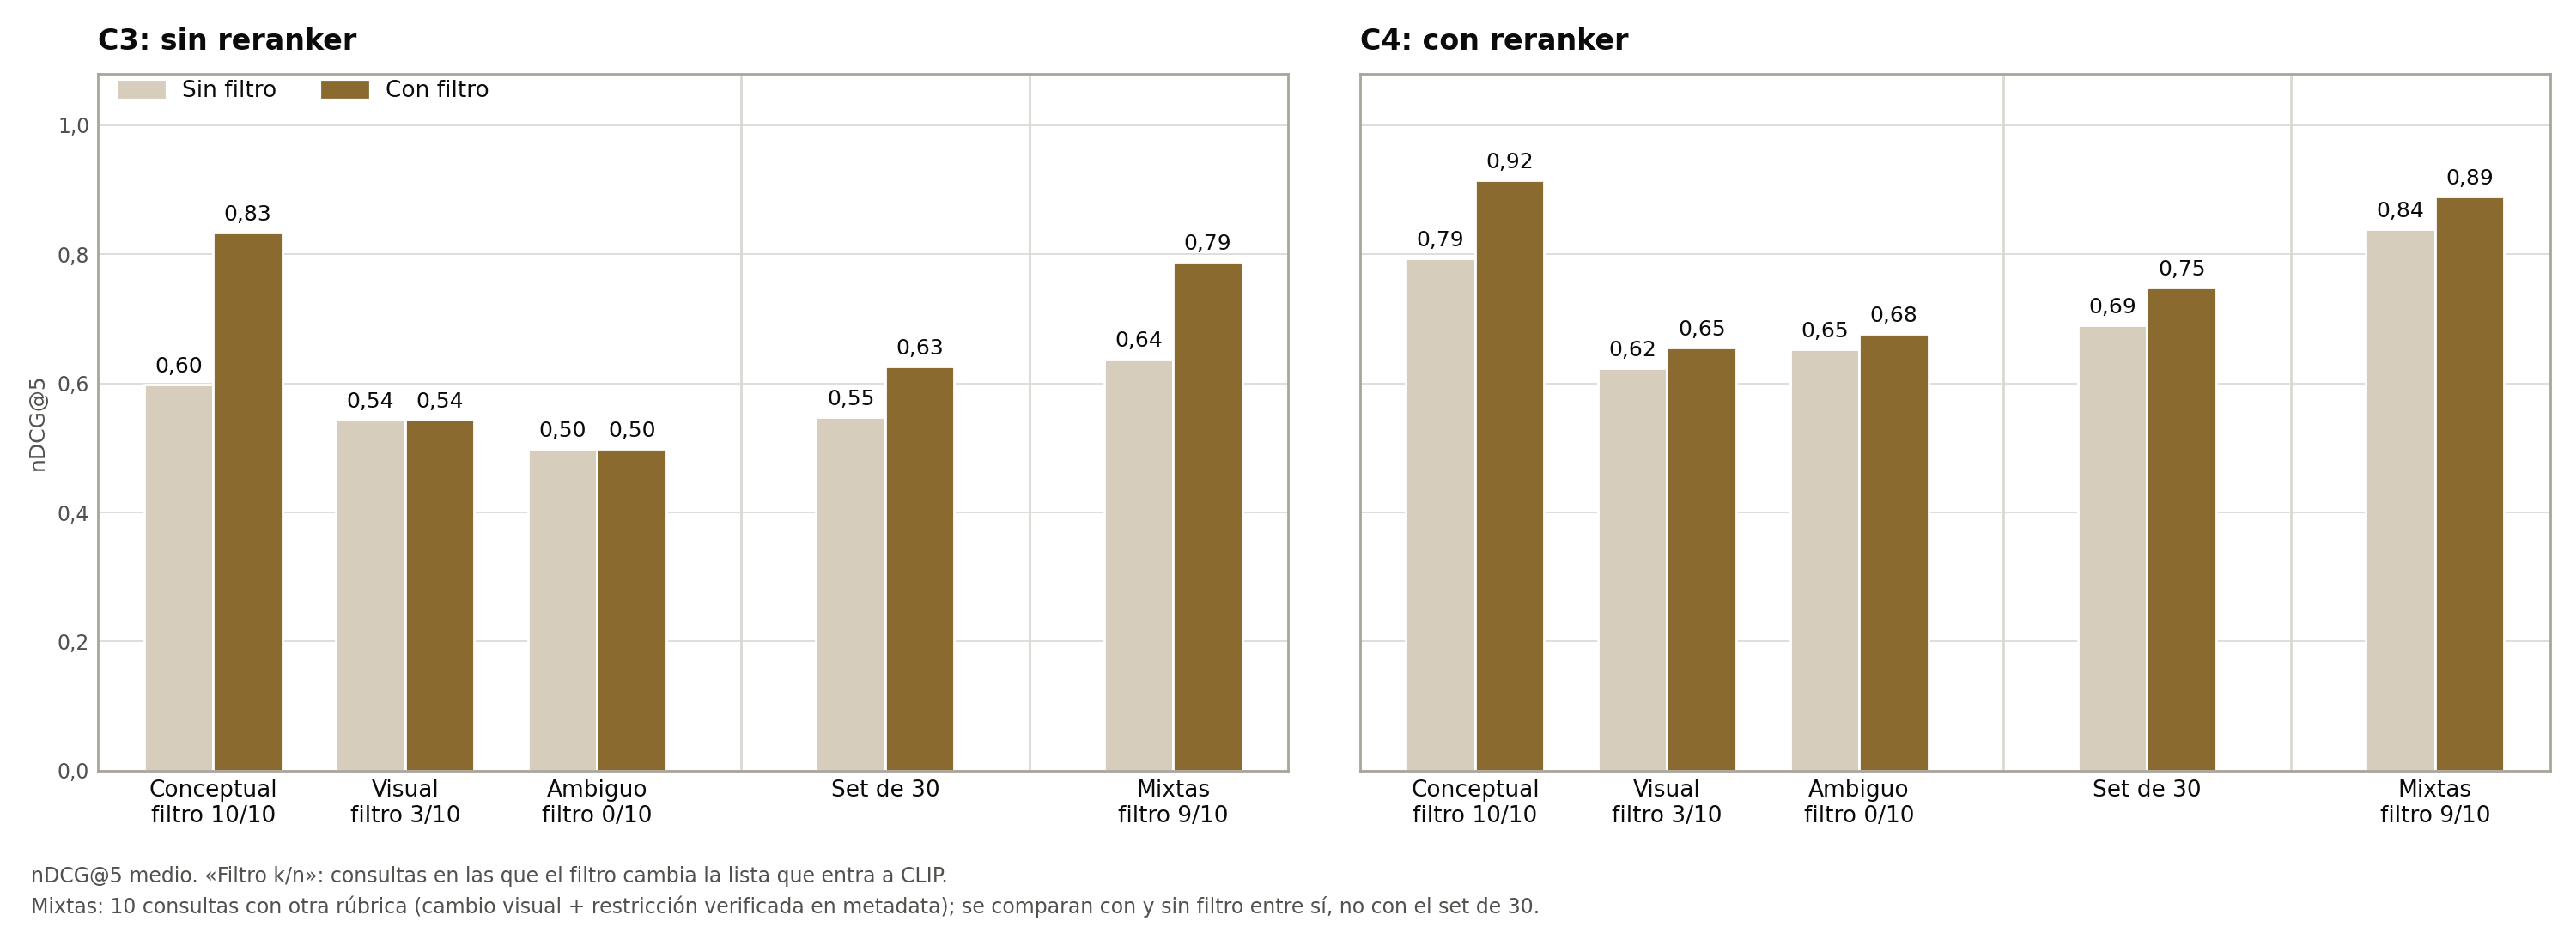 C3: sin reranker
Sin filtro
Con filtro
nDCG@5
1,0
0,8
0,6
0,4
0,2
0,0
0,60
0,83
0,54
0,54
0,50
0,50
0,55
0,63
0,64
0,79
Conceptual
filtro 10/10
Visual
filtro 3/10
Ambiguo
filtro 0/10
Set de 30
Mixtas
filtro 9/10
C4: con reranker
0,79
0,92
0,62
0,65
0,65
0,68
0,69
0,75
0,84
0,89
Conceptual
filtro 10/10
Visual
filtro 3/10
Ambiguo
filtro 0/10
Set de 30
Mixtas
filtro 9/10
nDCG@5 medio. «Filtro k/n»: consultas en las que el filtro cambia la lista que entra a CLIP.
Mixtas: 10 consultas con otra rúbrica (cambio visual + restricción verificada en metadata); se comparan con y sin filtro entre sí, no con el set de 30.